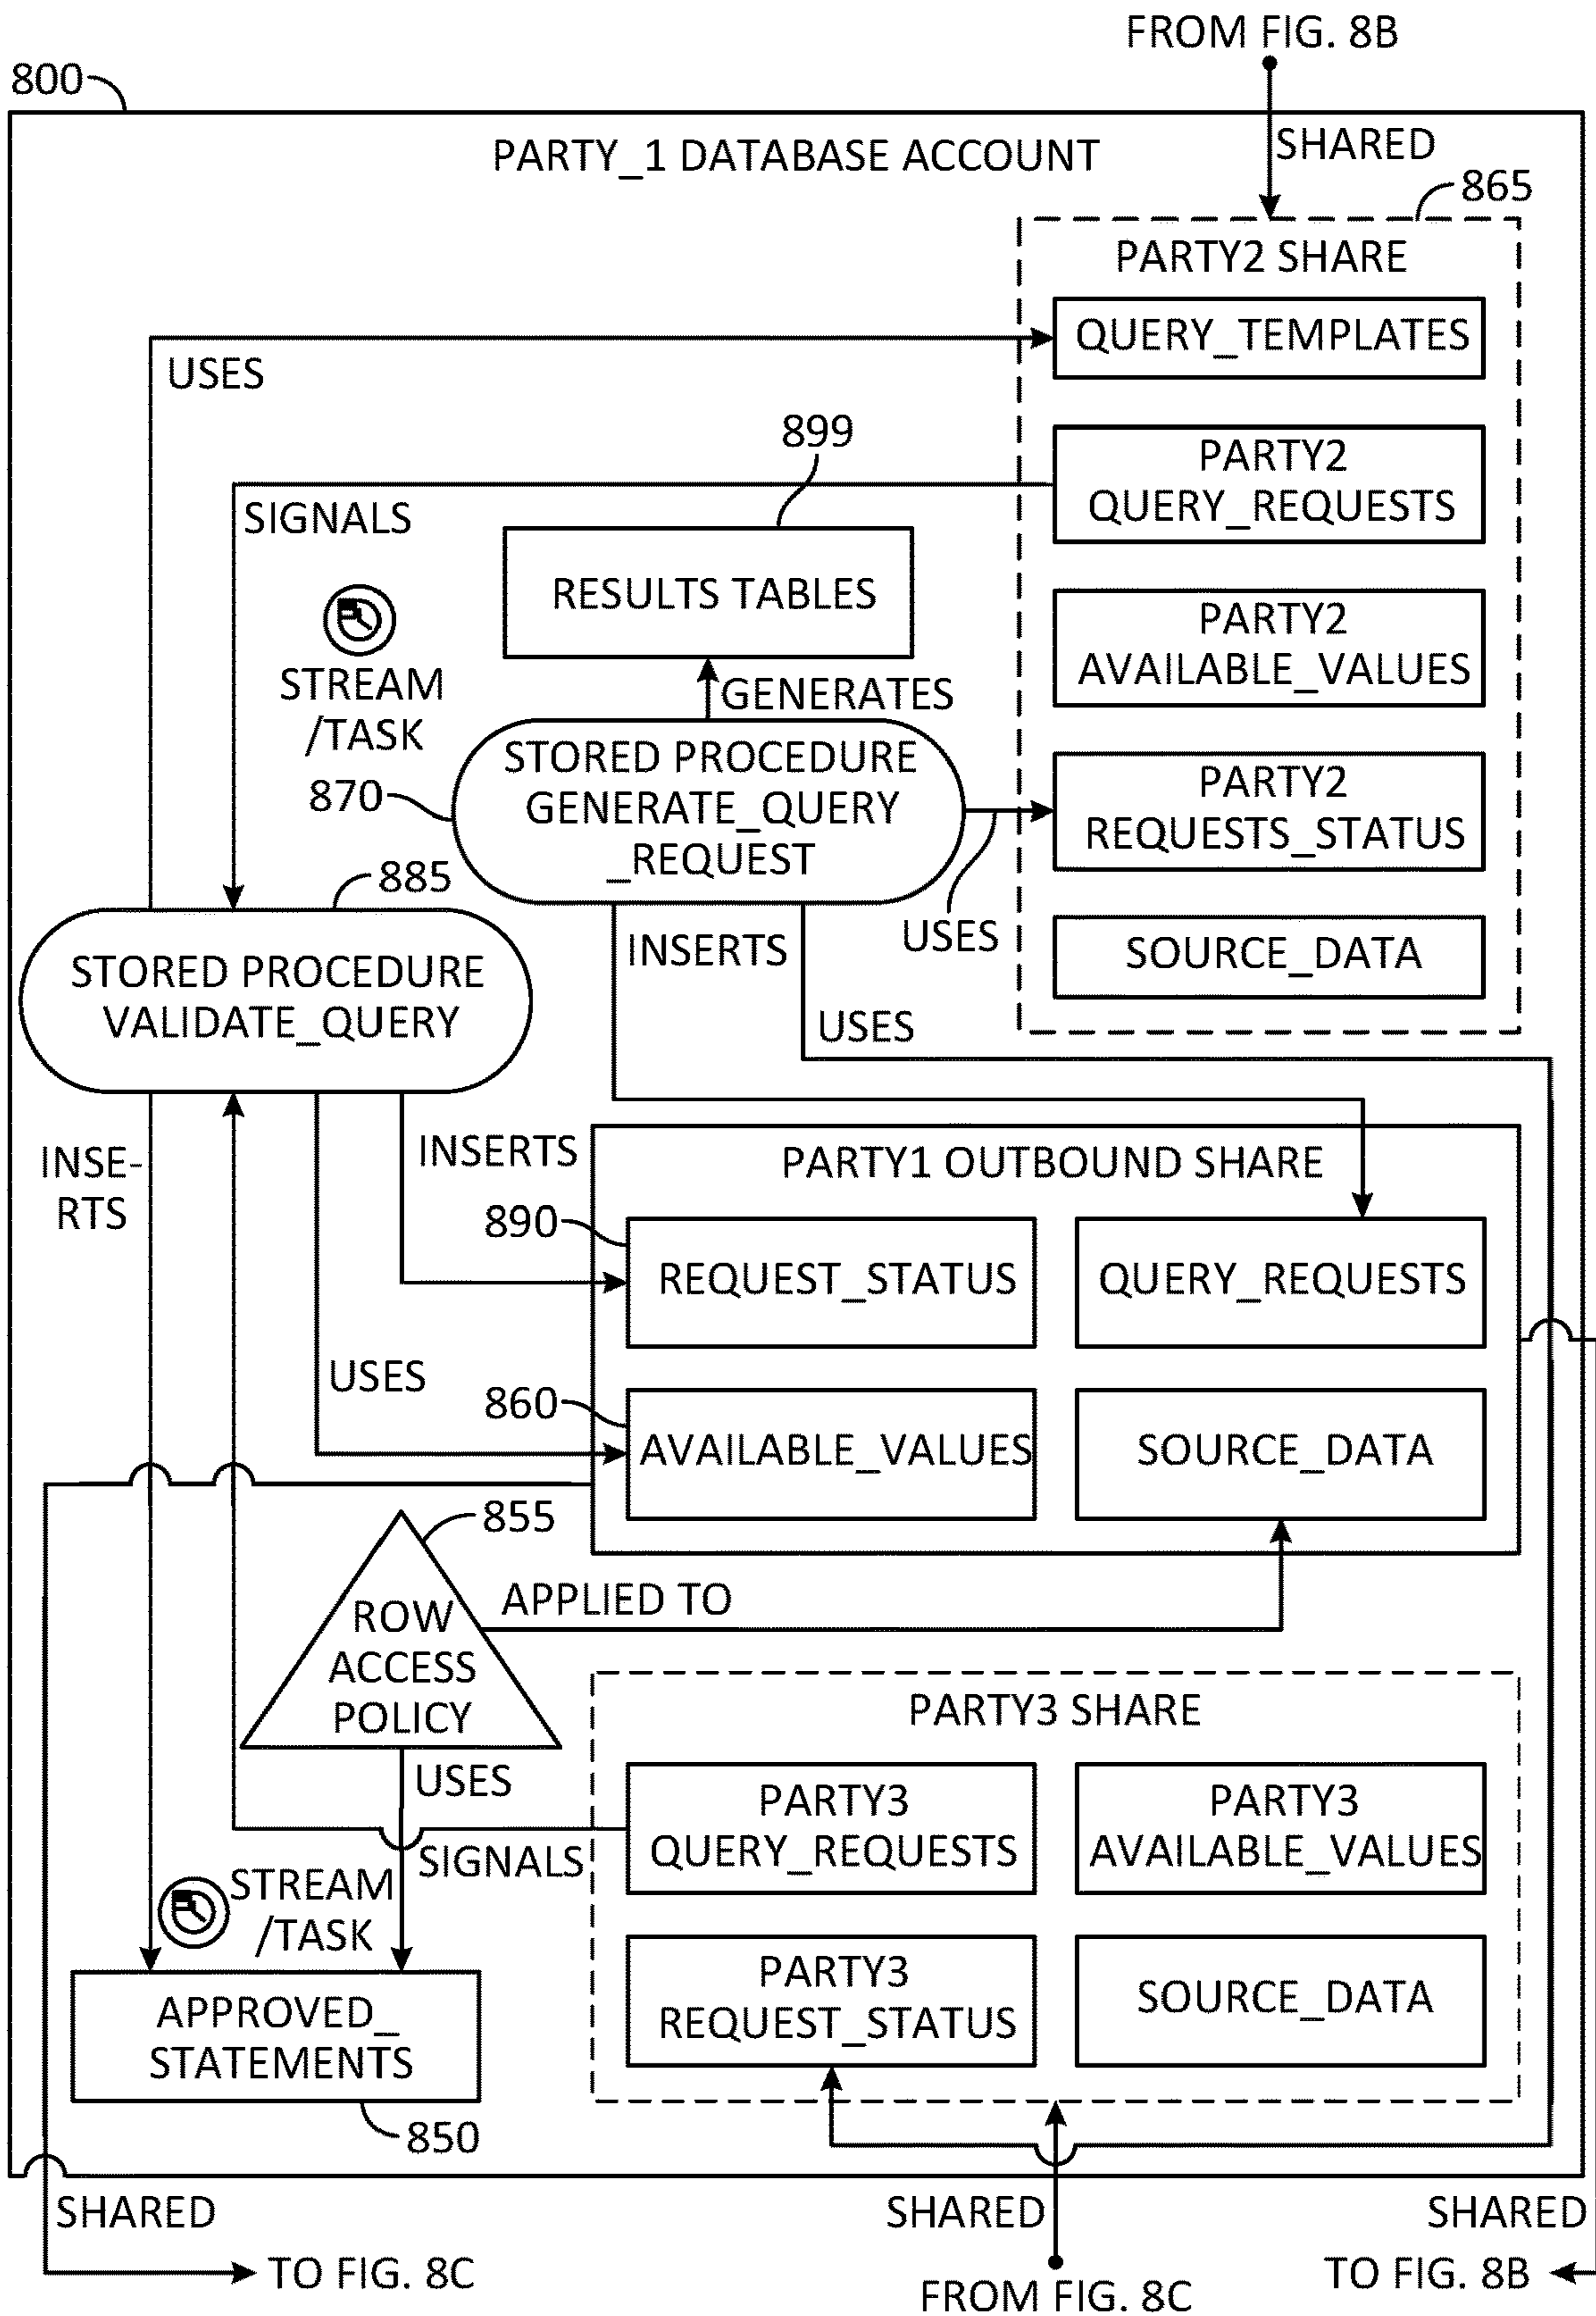 FROM FIG. 8B
800
SHARED
PARTY_1 DATABASE ACCOUNT
865
PARTY2 SHARE
QUERY_TEMPLATES
USES
899
PARTY2
QUERY_REQUESTS
SIGNALS
RESULTS TABLES
PARTY2
AVAILABLE_VALUES
STREAM
/TASK
GENERATES
870
STORED PROCEDURE
GENERATE_QUERY
_REQUEST
PARTY2
REQUESTS_STATUS
885
USES
INSERTS
SOURCE_DATA
STORED PROCEDURE
VALIDATE_QUERY
USES
INSE-
RTS
INSERTS
PARTY1 OUTBOUND SHARE
890
REQUEST_STATUS
QUERY_REQUESTS
USES
860
AVAILABLE_VALUES
SOURCE_DATA
855
ROW
ACCESS
POLICY
APPLIED TO
PARTY3 SHARE
USES
PARTY3
QUERY_REQUESTS
PARTY3
AVAILABLE_VALUES
SIGNALS
STREAM
/TASK
PARTY3
REQUEST_STATUS
SOURCE_DATA
APPROVED_
STATEMENTS
850
SHARED
SHARED
SHARED
TO FIG. 8C
FROM FIG. 8C
TO FIG. 8B